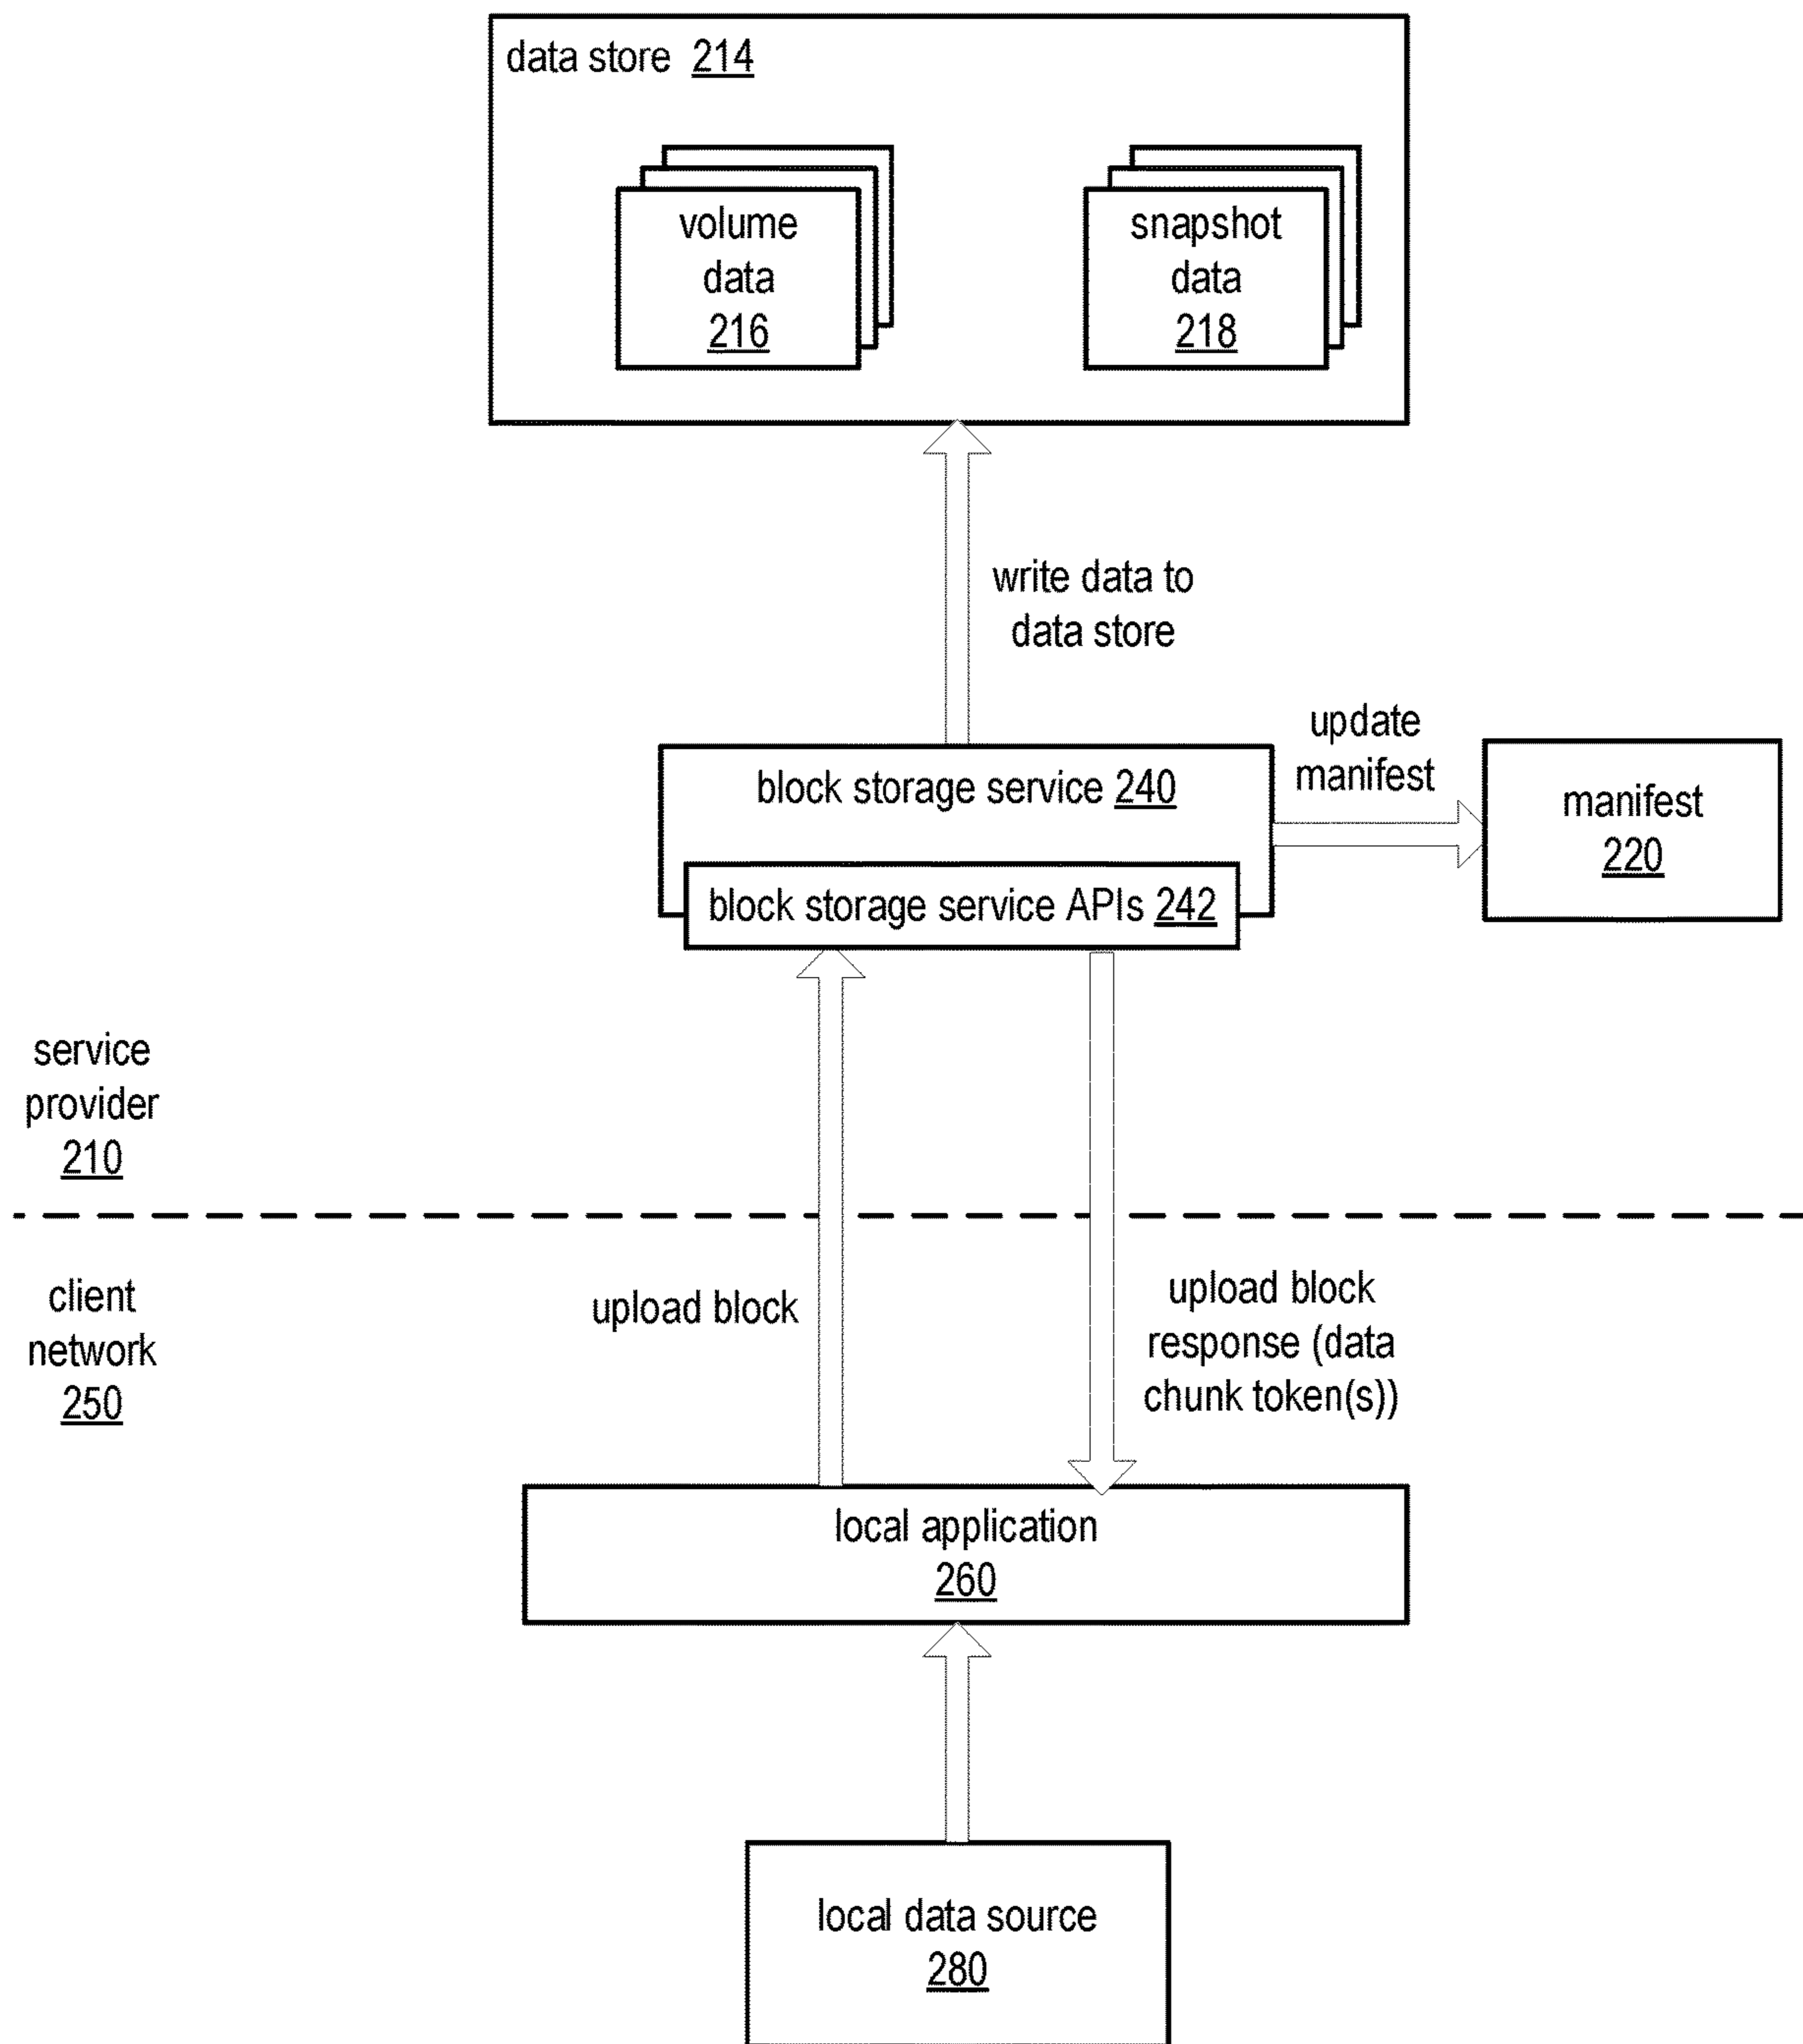 data store 214
volume
data
216
snapshot
data
218
write data to
data store
update
manifest
block storage service 240
manifest
220
block storage service APIs 242
service
provider
210
client
network
250
upload block
upload block
response (data
chunk token(s))
local application
260
local data source
280